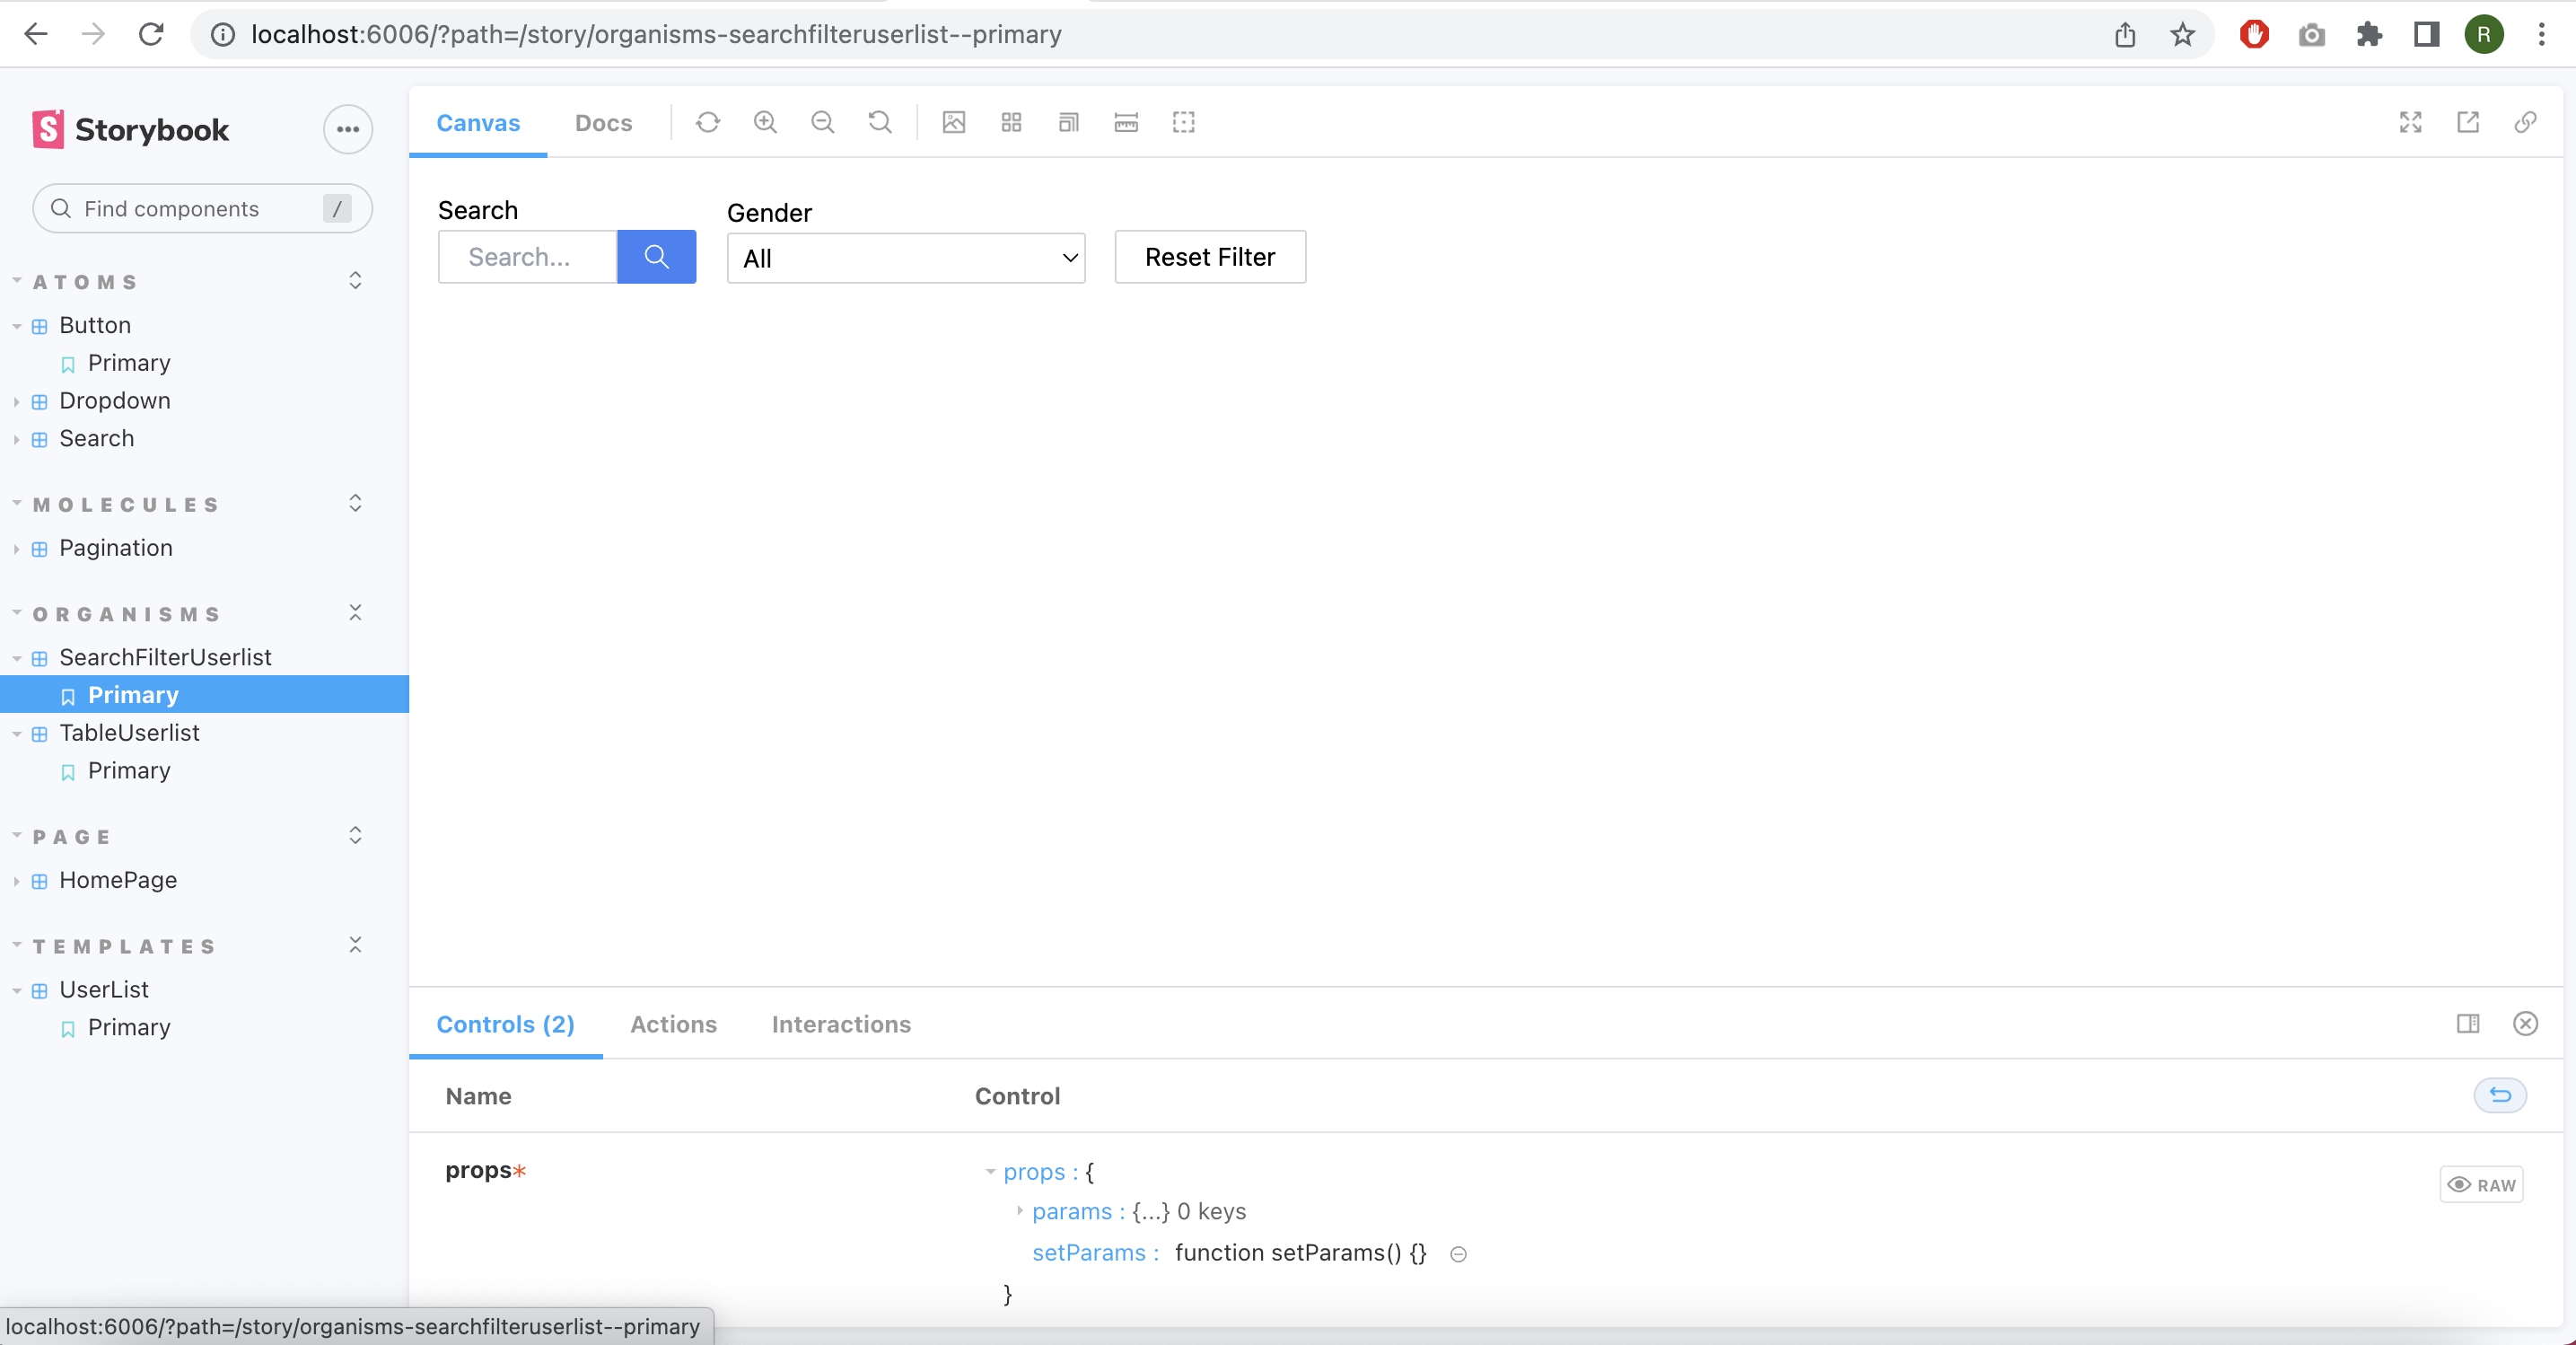 localhost:6006/?path=/story/organisms-searchfilteruserlist--primary
R
Storybook
Find components /
ATOMS
Button
Primary
Dropdown
Search
MOLECULES
Pagination
ORGANISMS
SearchFilterUserlist
Primary
TableUserlist
Primary
PAGE
HomePage
TEMPLATES
UserList
Primary
Canvas Docs
Search
Search...
Gender
All
Reset Filter
Controls (2) Actions Interactions
Name Control
props* props : {
RAW
params : {...} 0 keys
setParams : function setParams() {}
}
localhost:6006/?path=/story/organisms-searchfilteruserlist--primary